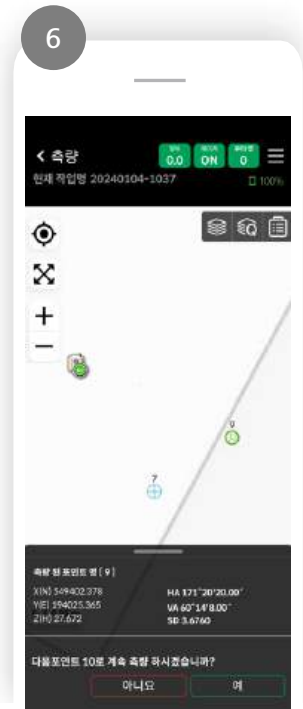 6
< 측량
0.0 ON 0
현재 작업명 20240104-1037
100%
9
7
측량 된 포인트 명 [ 9 ]
X(N) 549402.378
Y(E) 194025.365
Z(H) 27.672
HA 171°20'20.00"
VA 60°14'8.00"
SD 3.6760
다음포인트 10로 계속 측량 하시겠습니까?
아니요 예